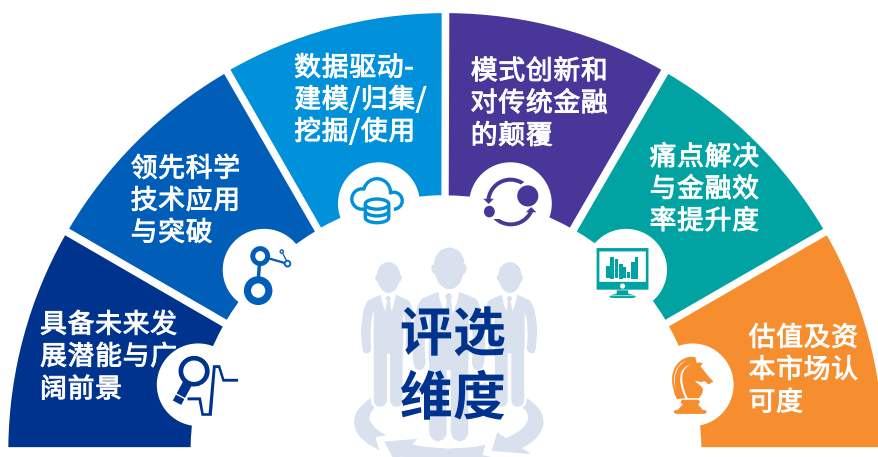 数据驱动-
建模/归集/
挖掘/使用
模式创新和
对传统金融
的颠覆
领先科学
技术应用
与突破
痛点解决
与金融效
率提升度
具备未来发
展潜能与广
阔前景
估值及资
本市场认
可度
评选
维度